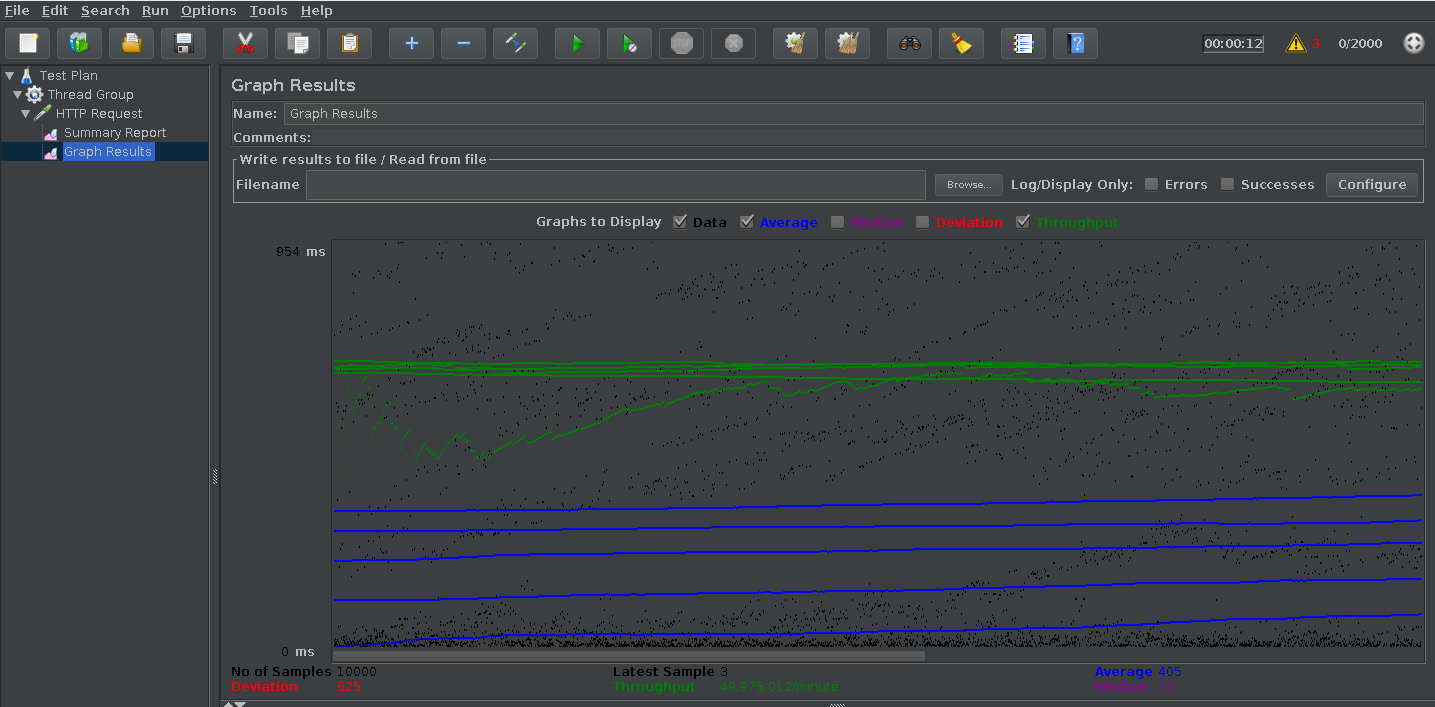 File Edit Search Run Options Tools Help
STOP 00:00:12 3 0/2000
Test Plan
Thread Group
HTTP Request
Summary Report
Graph Results
Graph Results
Name: Graph Results
Comments:
Write results to file / Read from file
Filename Browse... Log/Display Only: Errors Successes Configure
Graphs to Display Data Average Median Deviation Throughput
954 ms
0 ms
No of Samples 10000 Latest Sample 3 Average 405
Deviation 625 Throughput 49,975.012/minute Median